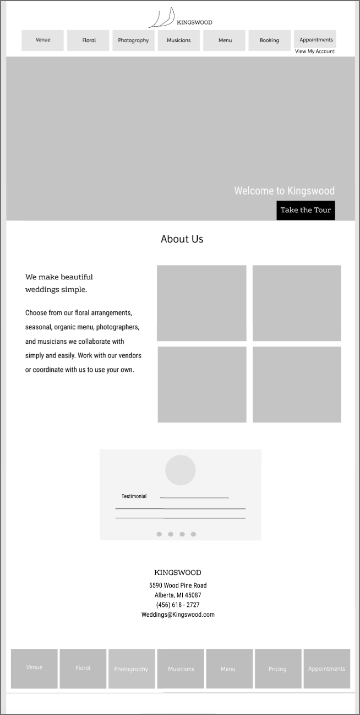 KINGSWOOD
Venue Floral Photography Musicians Menu Booking Appointments
View My Account
Welcome to Kingswood
Take the Tour
About Us
We make beautiful
weddings simple.
Choose from our floral arrangements,
seasonal, organic menu, photographers,
and musicians we collaborate with
simply and easily. Work with our vendors
or coordinate with us to use your own.
Testimonial
KINGSWOOD
5590 Wood Pine Road
Alberta, MI 45087
(456) 618 - 2727
Weddings@Kingswood.com
Venue Floral Photography Musicians Menu Pricing Appointments